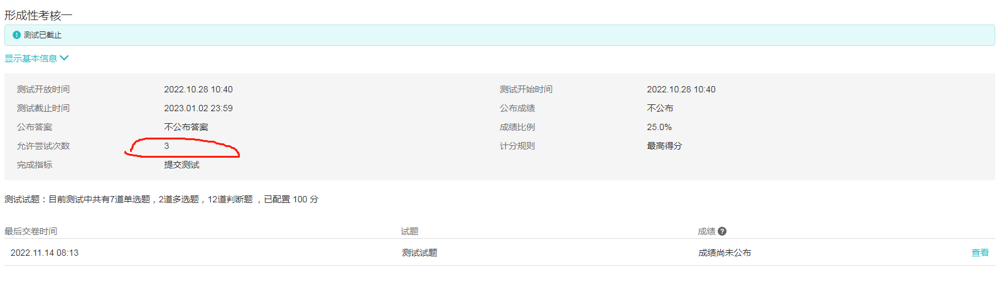 形成性考核一
测试已截止
显示基本信息
测试开放时间 2022.10.28 10:40 测试开始时间 2022.10.28 10:40
测试截止时间 2023.01.02 23:59 公布成绩 不公布
公布答案 不公布答案 成绩比例 25.0%
允许尝试次数 3 计分规则 最高得分
完成指标 提交测试
测试试题：目前测试中共有7道单选题，2道多选题，12道判断题 ，已配置 100 分
最后交卷时间 试题 成绩
2022.11.14 08:13 测试试题 成绩尚未公布 查看